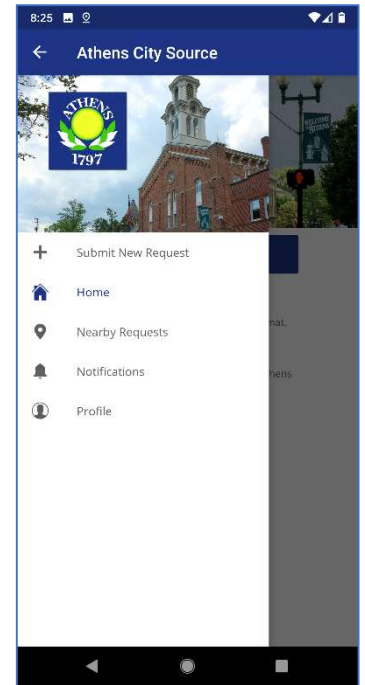 8:25
Athens City Source
ATHENS
1797
WELCOME
Submit New Request
Home
Nearby Requests
mat.
Notifications
hens
Profile